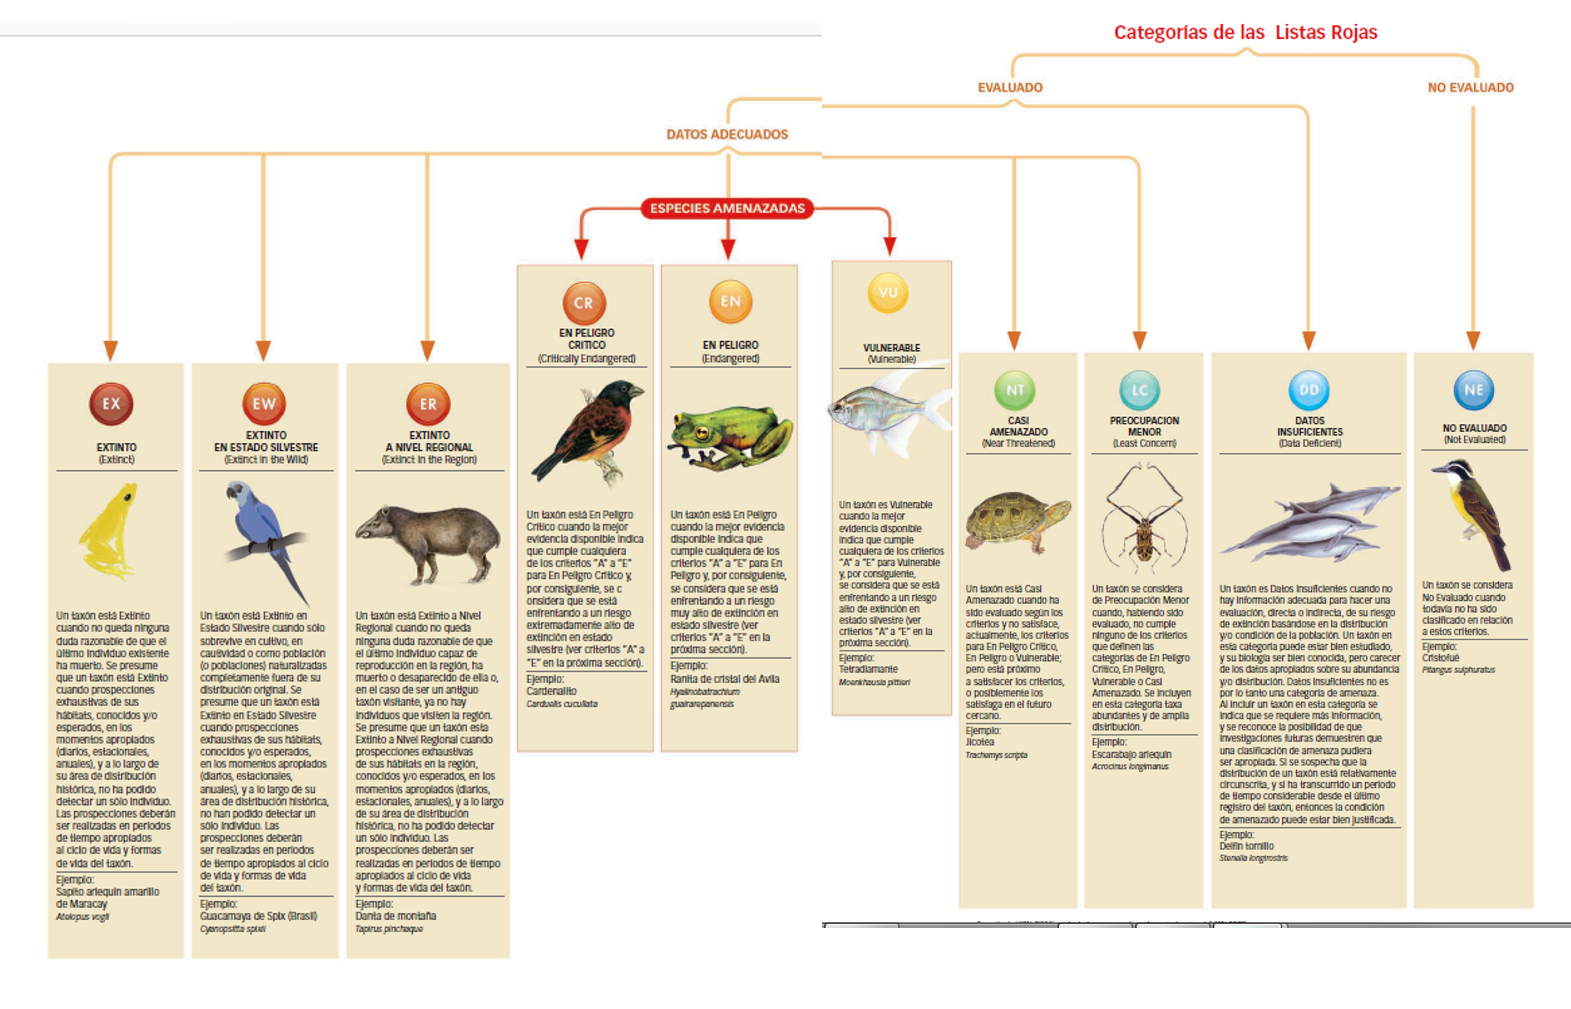 Categorías de las Listas Rojas
EVALUADO
NO EVALUADO
DATOS ADECUADOS
ESPECIES AMENAZADAS
EX
EXTINTO
(Extinct)
Un taxón está Extinto
cuando no queda ninguna
duda razonable de que el
último individuo existente
ha muerto. Se presume
que un taxón está Extinto
cuando prospecciones
exhaustivas de sus
hábitats, conocidos y/o
esperados, en los
momentos apropiados
(diarios, estacionales,
anuales), y a lo largo de
su área de distribución
histórica, no ha podido
detectar un sólo individuo.
Las prospecciones deberán
ser realizadas en períodos
de tiempo apropiados
al ciclo de vida y formas
de vida del taxón.
Ejemplo:
Sapito arlequín amarillo
de Maracay
Atelopus vogli
EW
EXTINTO
EN ESTADO SILVESTRE
(Extinct in the Wild)
Un taxón está Extinto en
Estado Silvestre cuando sólo
sobrevive en cultivo, en
cautividad o como población
(o poblaciones) naturalizadas
completamente fuera de su
distribución original. Se
presume que un taxón está
Extinto en Estado Silvestre
cuando prospecciones
exhaustivas de sus hábitats,
conocidos y/o esperados,
en los momentos apropiados
(diarios, estacionales,
anuales), y a lo largo de su
área de distribución histórica,
no han podido detectar un
sólo individuo. Las
prospecciones deberán
ser realizadas en períodos
de tiempo apropiados al ciclo
de vida y formas de vida
del taxón.
Ejemplo:
Guacamaya de Spix (Brasil)
Cyanopsitta spixii
ER
EXTINTO
A NIVEL REGIONAL
(Extinct in the Region)
Un taxón está Extinto a Nivel
Regional cuando no queda
ninguna duda razonable de que
el último individuo capaz de
reproducción en la región, ha
muerto o desaparecido de ella o,
en el caso de ser un antiguo
taxón visitante, ya no hay
individuos que visiten la región.
Se presume que un taxón esta
Extinto a Nivel Regional cuando
prospecciones exhaustivas
de sus hábitats en la región,
conocidos y/o esperados, en los
momentos apropiados (diarios,
estacionales, anuales), y a lo largo
de su área de distribución
histórica, no ha podido detectar
un sólo individuo. Las
prospecciones deberán ser
realizadas en períodos de tiempo
apropiados al ciclo de vida
y formas de vida del taxón.
Ejemplo:
Danta de montaña
Tapirus pinchaque
CR
EN PELIGRO
CRITICO
(Critically Endangered)
Un taxón está En Peligro
Crítico cuando la mejor
evidencia disponible indica
que cumple cualquiera
de los criterios "A" a "E"
para En Peligro Crítico y,
por consiguiente, se c
onsidera que se está
enfrentando a un riesgo
extremadamente alto de
extinción en estado
silvestre (ver criterios "A" a
"E" en la próxima sección).
Ejemplo:
Cardenalito
Carduelis cucullata
EN
EN PELIGRO
(Endangered)
Un taxón está En Peligro
cuando la mejor evidencia
disponible indica que
cumple cualquiera de los
criterios "A" a "E" para En
Peligro y, por consiguiente,
se considera que se está
enfrentando a un riesgo
muy alto de extinción en
estado silvestre (ver
criterios "A" a "E" en la
próxima sección).
Ejemplo:
Ranita de cristal del Avila
Hyalinobatrachium
guairarepanensis
VU
VULNERABLE
(Vulnerable)
Un taxón es Vulnerable
cuando la mejor
evidencia disponible
indica que cumple
cualquiera de los criterios
"A" a "E" para Vulnerable
y, por consiguiente,
se considera que se está
enfrentando a un riesgo
alto de extinción en
estado silvestre (ver
criterios "A" a "E" en la
próxima sección).
Ejemplo:
Tetradiamante
Moenkhausia pittieri
NT
CASI
AMENAZADO
(Near Threatened)
Un taxón está Casi
Amenazado cuando ha
sido evaluado según los
criterios y no satisface,
actualmente, los criterios
para En Peligro Crítico,
En Peligro o Vulnerable;
pero está próximo
a satisfacer los criterios,
o posiblemente los
satisfaga en el futuro
cercano.
Ejemplo:
Jicotea
Trachemys scripta
LC
PREOCUPACION
MENOR
(Least Concern)
Un taxón se considera
de Preocupación Menor
cuando, habiendo sido
evaluado, no cumple
ninguno de los criterios
que definen las
categorías de En Peligro
Crítico, En Peligro,
Vulnerable o Casi
Amenazado. Se incluyen
en esta categoría taxa
abundantes y de amplia
distribución.
Ejemplo:
Escarabajo arlequín
Acrocinus longimanus
DD
DATOS
INSUFICIENTES
(Data Deficient)
Un taxón es Datos Insuficientes cuando no
hay información adecuada para hacer una
evaluación, directa o indirecta, de su riesgo
de extinción basándose en la distribución
y/o condición de la población. Un taxón en
esta categoría puede estar bien estudiado,
y su biología ser bien conocida, pero carecer
de los datos apropiados sobre su abundancia
y/o distribución. Datos Insuficientes no es
por lo tanto una categoría de amenaza.
Al incluir un taxón en esta categoría se
indica que se requiere más información,
y se reconoce la posibilidad de que
investigaciones futuras demuestren que
una clasificación de amenaza pudiera
ser apropiada. Si se sospecha que la
distribución de un taxón está relativamente
circunscrita, y si ha transcurrido un período
de tiempo considerable desde el último
registro del taxón, entonces la condición
de amenazado puede estar bien justificada.
Ejemplo:
Delfín tornillo
Stenella longirostris
NE
NO EVALUADO
(Not Evaluated)
Un taxón se considera
No Evaluado cuando
todavía no ha sido
clasificado en relación
a estos criterios.
Ejemplo:
Cristofué
Pitangus sulphuratus